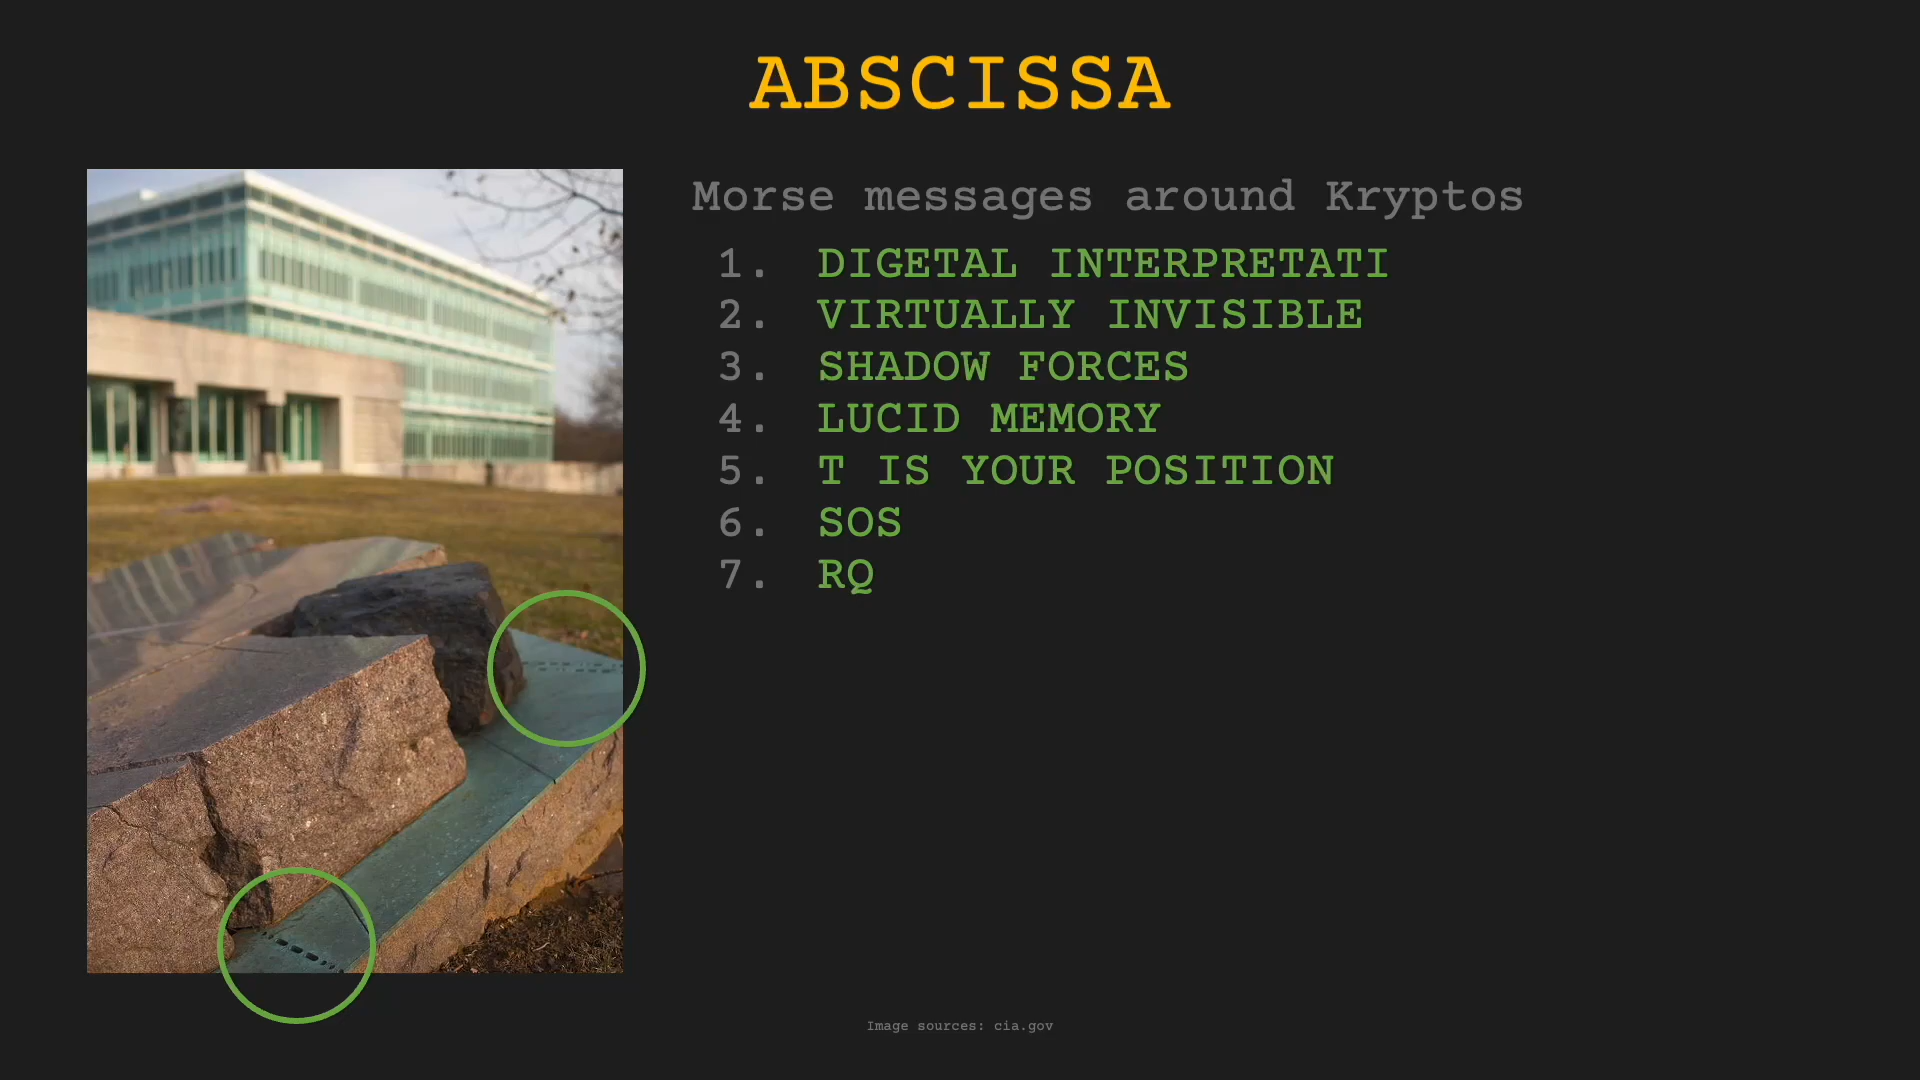 ABSCISSA
Morse messages around Kryptos
1. DIGETAL INTERPRETATI
2. VIRTUALLY INVISIBLE
3. SHADOW FORCES
4. LUCID MEMORY
5. T IS YOUR POSITION
6. SOS
7. RQ
Image sources: cia.gov